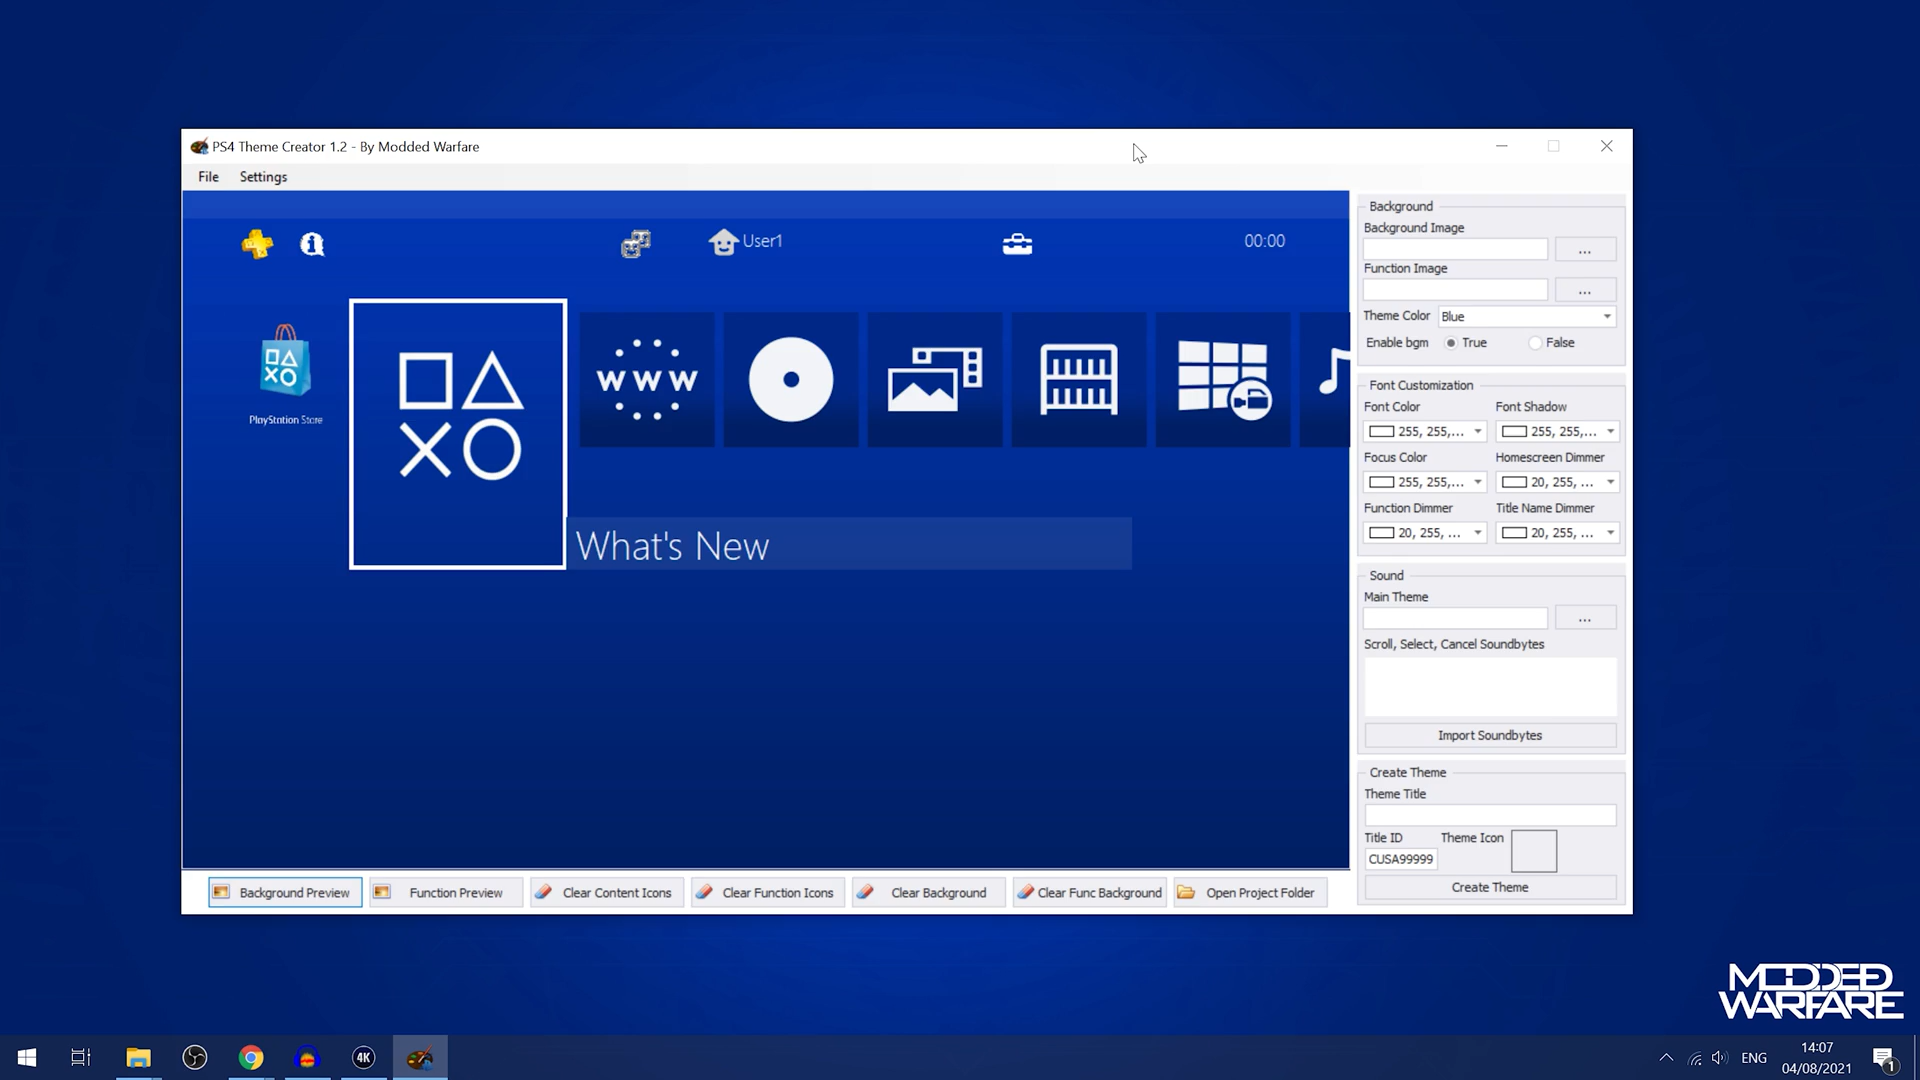 PS4 Theme Creator 1.2 - By Modded Warfare
File Settings
User1
00:00
PlayStation Store
WWW
What's New
Background
Background Image
...
Function Image
...
Theme Color Blue
Enable bgm True False
Font Customization
Font Color Font Shadow
255, 255,... 255, 255,...
Focus Color Homescreen Dimmer
255, 255,... 20, 255, ...
Function Dimmer Title Name Dimmer
20, 255, ... 20, 255, ...
Sound
Main Theme
...
Scroll, Select, Cancel Soundbytes
Import Soundbytes
Create Theme
Theme Title
Title ID Theme Icon
CUSA99999
Create Theme
Background Preview Function Preview Clear Content Icons Clear Function Icons Clear Background Clear Func Background Open Project Folder
MODDED
WARFARE
4K
ENG
14:07
04/08/2021
1